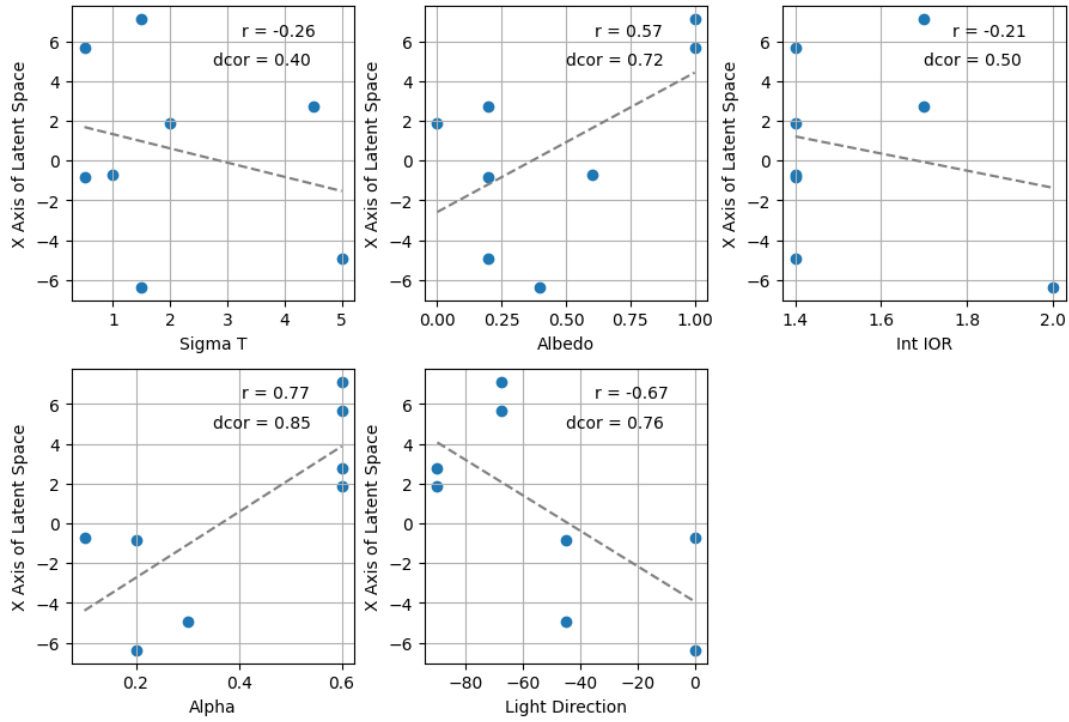 X Axis of Latent Space
6
4
2
0
−2
−4
−6
r = -0.26
dcor = 0.40
1 2 3 4 5
Sigma T
X Axis of Latent Space
6
4
2
0
−2
−4
−6
r = 0.57
dcor = 0.72
0.00 0.25 0.50 0.75 1.00
Albedo
X Axis of Latent Space
6
4
2
0
−2
−4
−6
r = -0.21
dcor = 0.50
1.4 1.6 1.8 2.0
Int IOR
X Axis of Latent Space
6
4
2
0
−2
−4
−6
r = 0.77
dcor = 0.85
0.2 0.4 0.6
Alpha
X Axis of Latent Space
6
4
2
0
−2
−4
−6
r = -0.67
dcor = 0.76
−80 −60 −40 −20 0
Light Direction